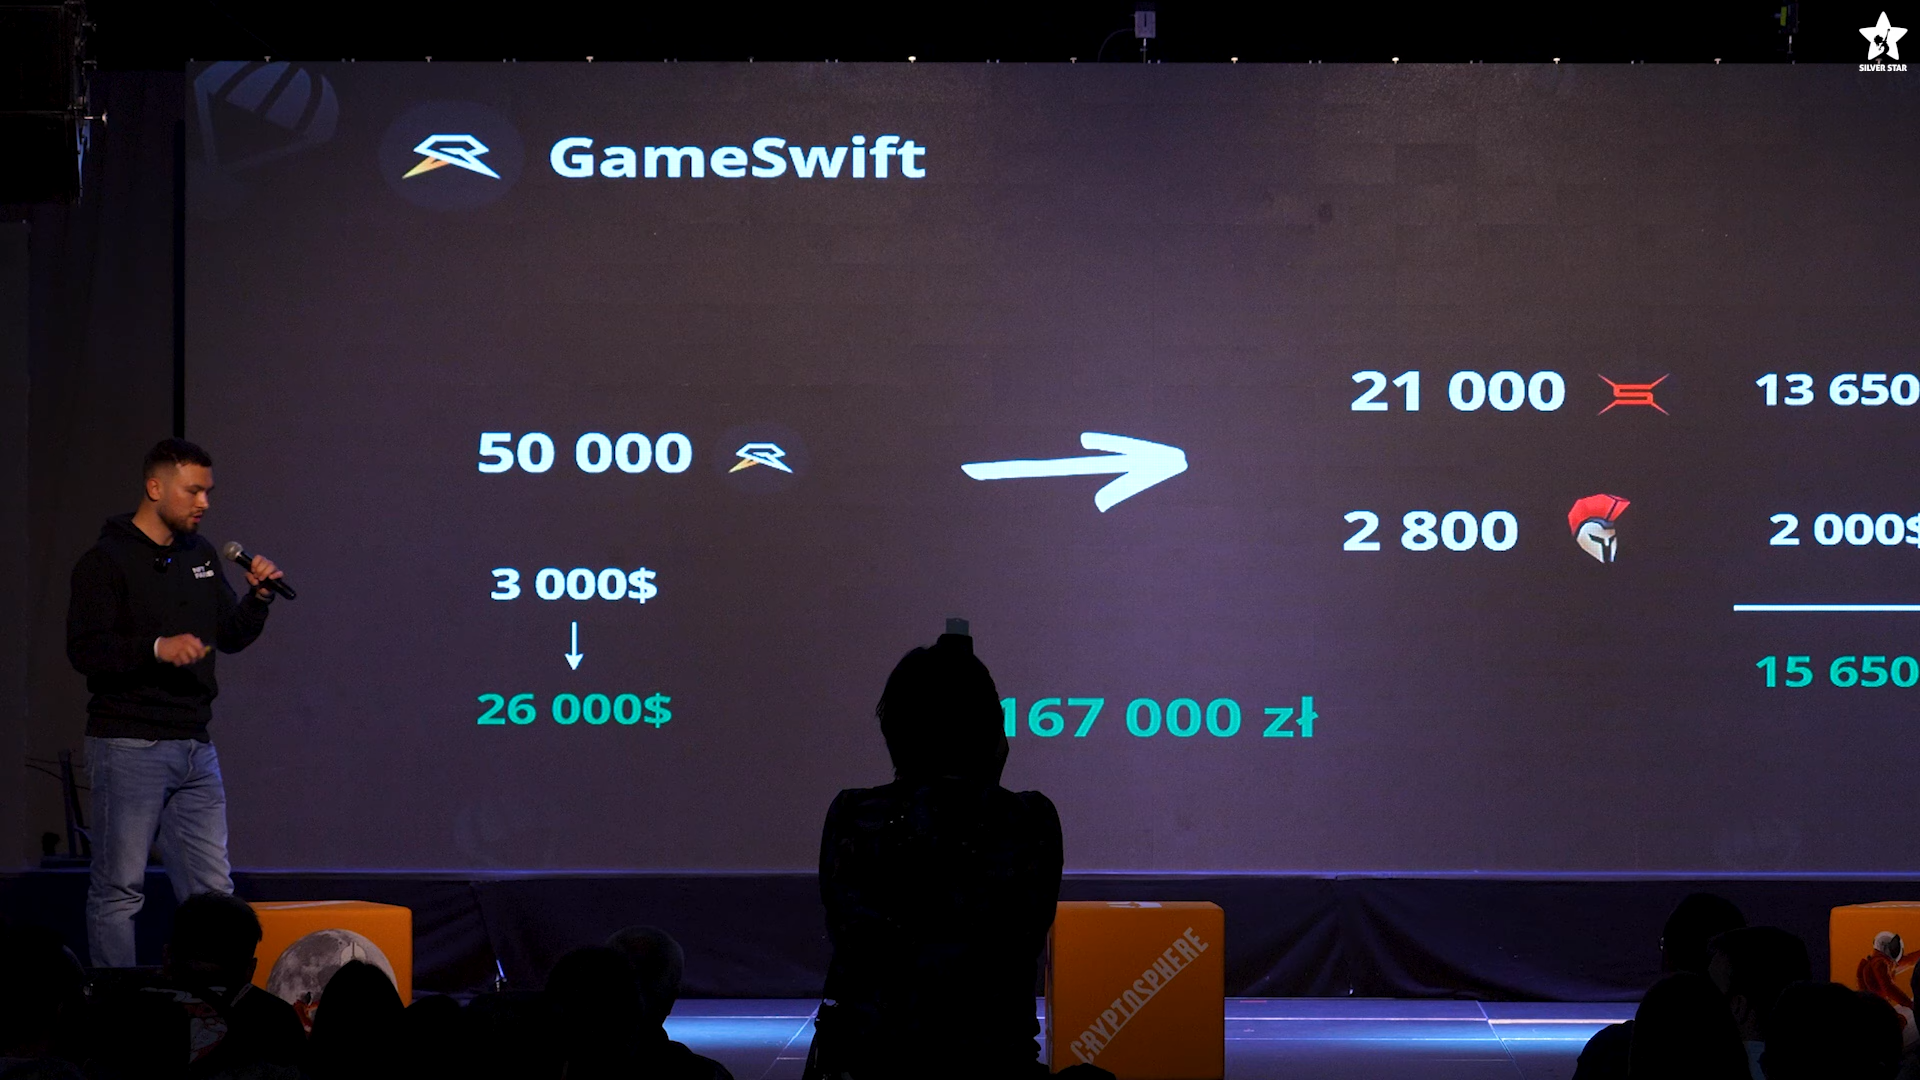 SILVER STAR
GameSwift
50 000
3 000$
26 000$
167 000 zł
21 000
13 650
2 800
2 000$
15 650
CRYPTOSPHERE